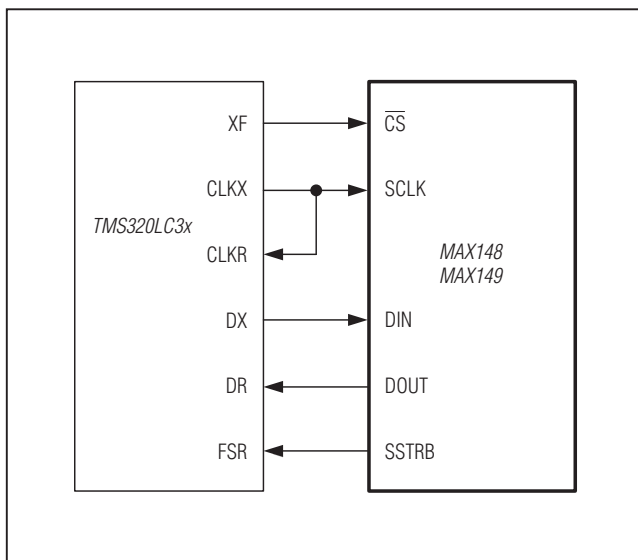 XF
CS
CLKX
SCLK
TMS320LC3x
CLKR
MAX148
MAX149
DX
DIN
DR
DOUT
FSR
SSTRB